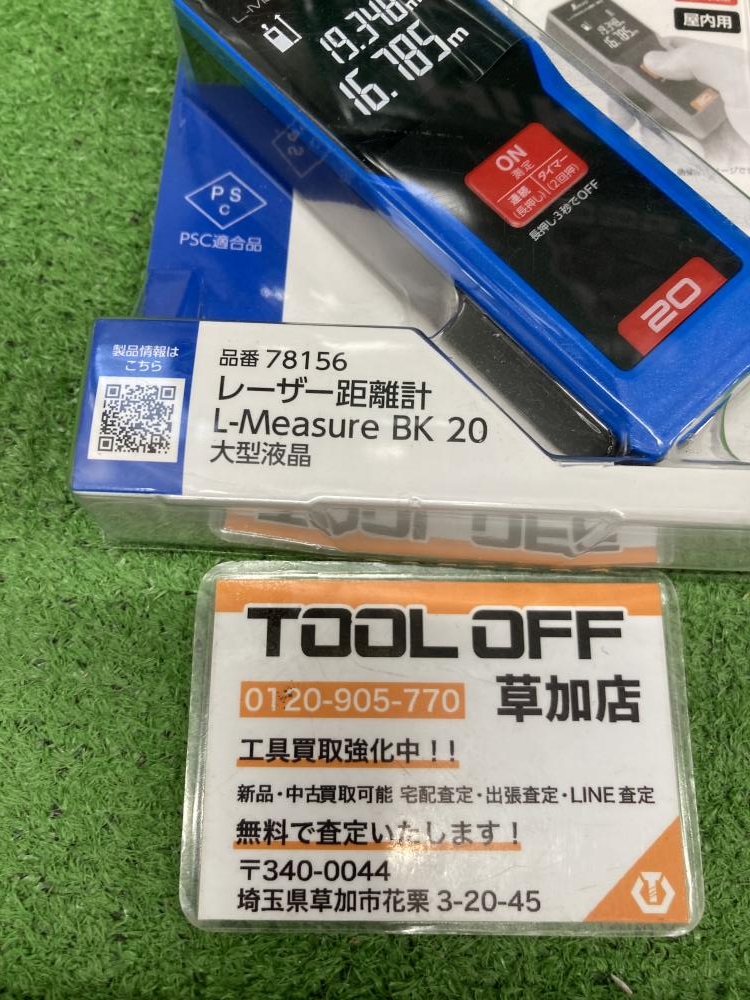 屋内用
19.348m
16.785m
ON
測定
連続 タイマー
(長押し) (2回押)
長押し3秒でOFF
20
PSC
PSC適合品
製品情報は
こちら
品番 78156
レーザー距離計
L-Measure BK 20
大型液晶
TOOL OFF
0120-905-770 草加店
工具買取強化中!!
新品・中古買取可能 宅配査定・出張査定・LINE査定
無料で査定いたします!
〒340-0044
埼玉県草加市花栗 3-20-45